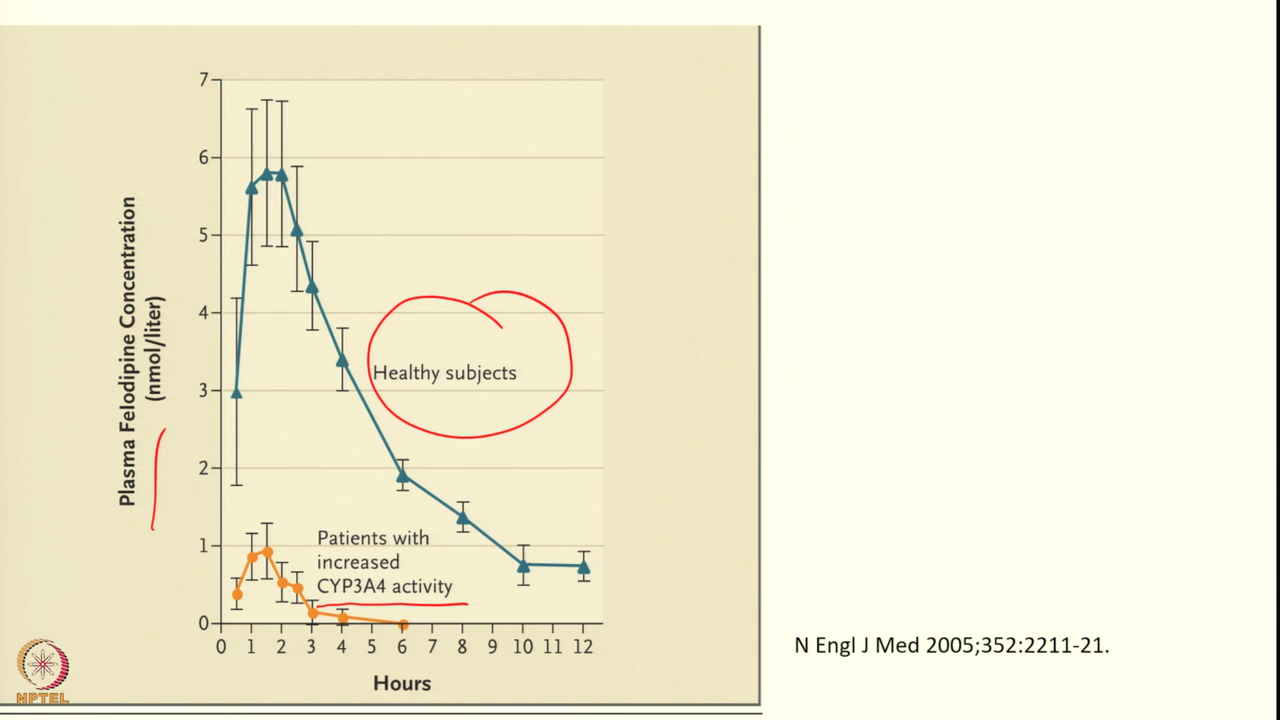 7
6
5
4
3
2
1
0
Plasma Felodipine Concentration
(nmol/liter)
Healthy subjects
Patients with
increased
CYP3A4 activity
0 1 2 3 4 5 6 7 8 9 10 11 12
Hours
N Engl J Med 2005;352:2211-21.
NPTEL